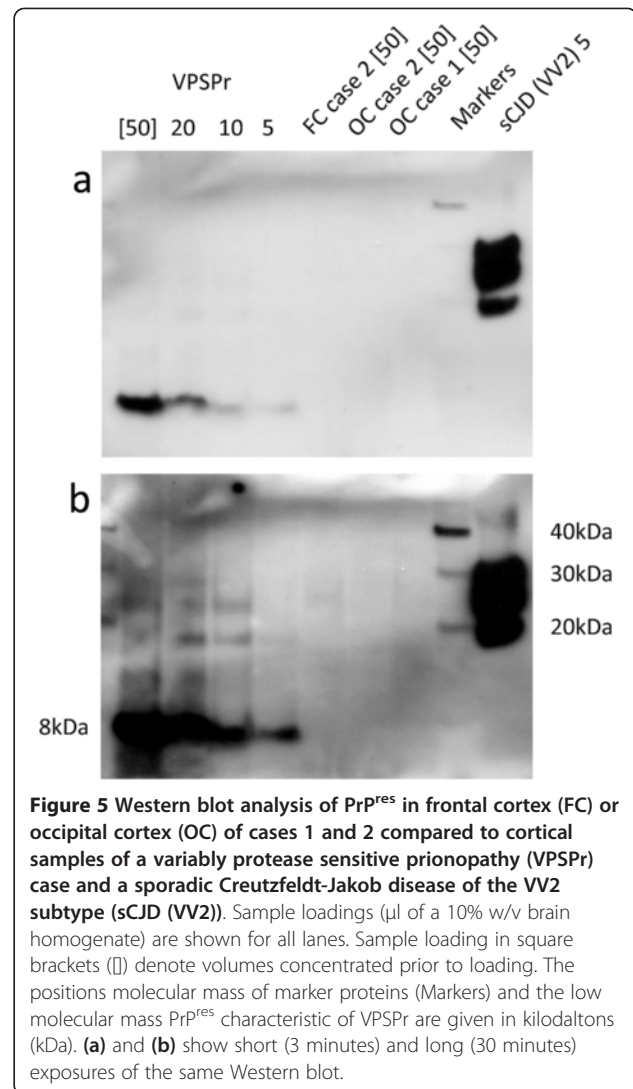 VPSPr
[50] 20 10 5 FC case 2 [50] OC case 2 [50] OC case 1 [50] Markers sCJD (VV2) 5
a
b
40kDa
30kDa
20kDa
8kDa
Figure 5 Western blot analysis of PrPres in frontal cortex (FC) or
occipital cortex (OC) of cases 1 and 2 compared to cortical
samples of a variably protease sensitive prionopathy (VPSPr)
case and a sporadic Creutzfeldt-Jakob disease of the VV2
subtype (sCJD (VV2)). Sample loadings (μl of a 10% w/v brain
homogenate) are shown for all lanes. Sample loading in square
brackets ([]) denote volumes concentrated prior to loading. The
positions molecular mass of marker proteins (Markers) and the low
molecular mass PrPres characteristic of VPSPr are given in kilodaltons
(kDa). (a) and (b) show short (3 minutes) and long (30 minutes)
exposures of the same Western blot.